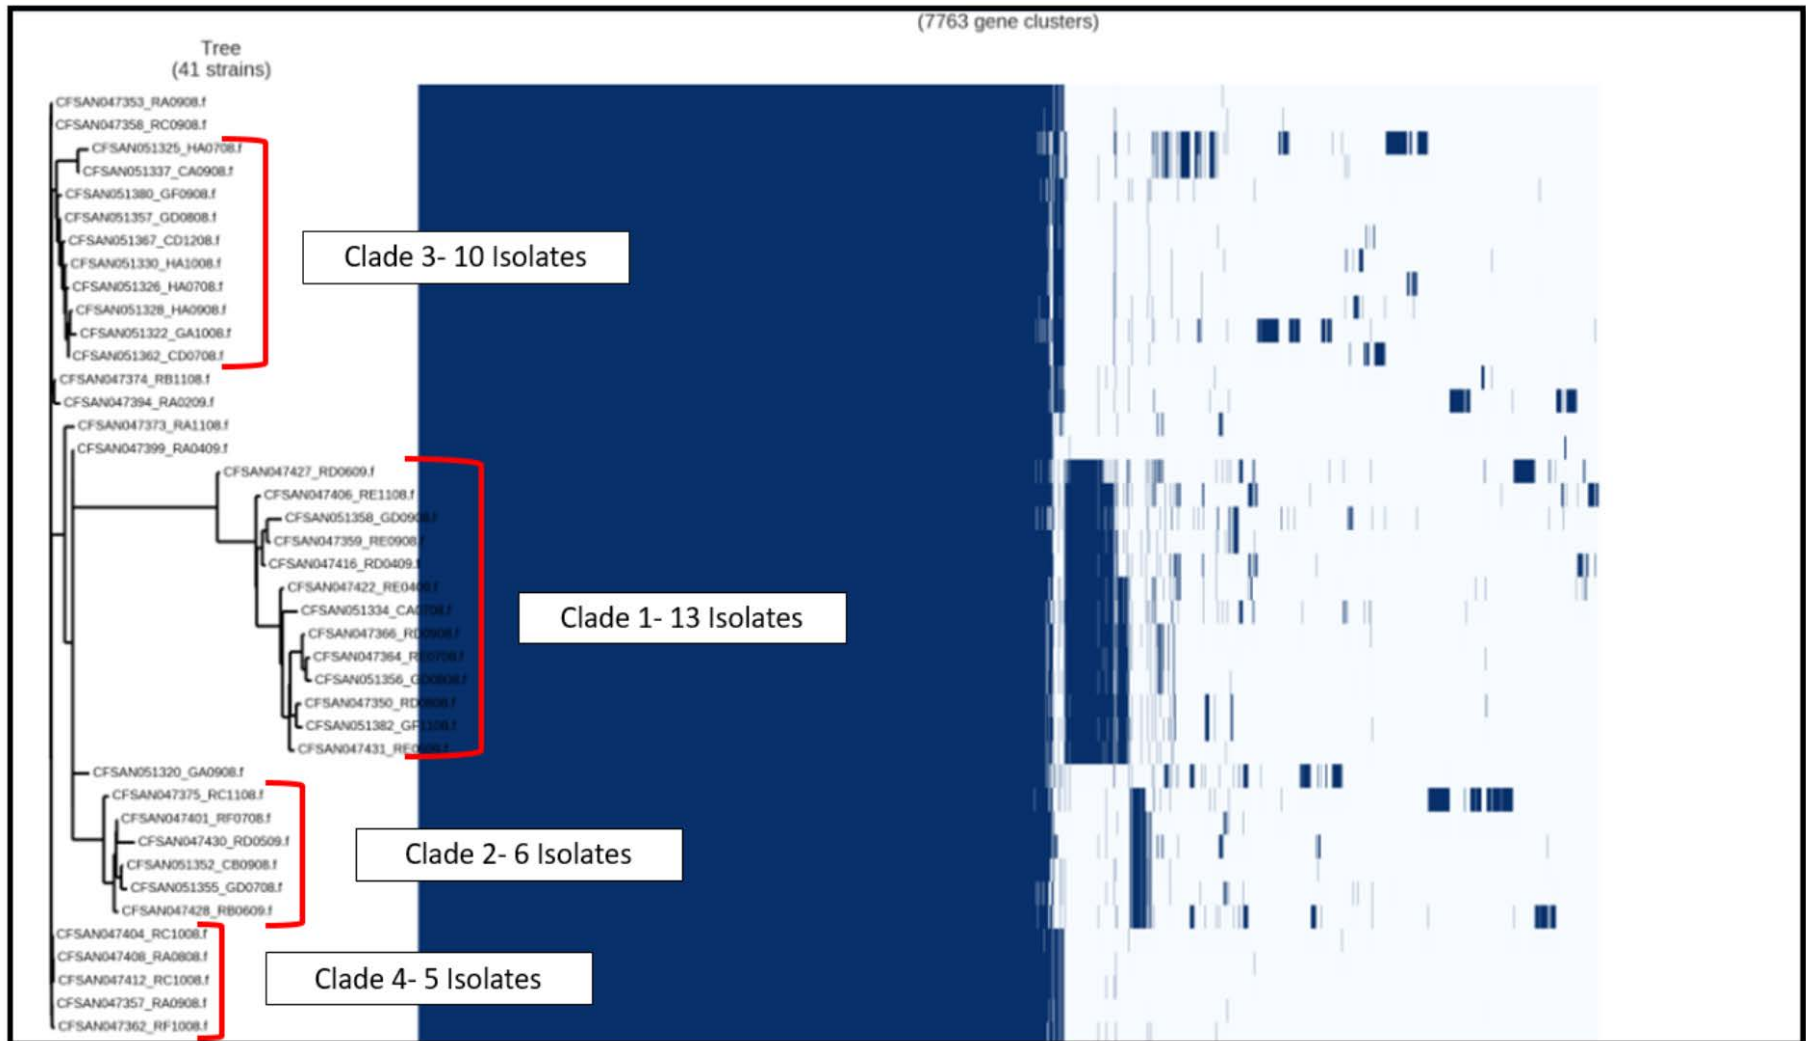 (7763 gene clusters)
Tree
(41 strains)
CFSAN047353_RA0908.f
CFSAN047358_RC0908.f
CFSAN051325_HA0708.f
CFSAN051337_CA0908.f
CFSAN051380_GF0908.f
CFSAN051357_GD0808.f
CFSAN051367_CD1208.f
CFSAN051330_HA1008.f
CFSAN051326_HA0708.f
CFSAN051328_HA0908.f
CFSAN051322_GA1008.f
CFSAN051362_CD0708.f
Clade 3- 10 Isolates
CFSAN047374_RB1108.f
CFSAN047394_RA0209.f
CFSAN047373_RA1108.f
CFSAN047399_RA0409.f
CFSAN047427_RD0609.f
CFSAN047406_RE1108.f
CFSAN051358_GD0908.f
CFSAN047359_RE0908.f
CFSAN047416_RD0409.f
CFSAN047422_RE0409.f
CFSAN051334_CA0708.f
CFSAN047366_RD0908.f
CFSAN047364_RE0708.f
CFSAN051356_GD0808.f
CFSAN047350_RD0808.f
CFSAN051382_GF1108.f
Clade 1- 13 Isolates
CFSAN051320_GA0908.f
CFSAN047375_RC1108.f
CFSAN047401_RF0708.f
CFSAN047430_RD0509.f
CFSAN051352_CB0908.f
CFSAN051355_GD0708.f
CFSAN047428_RB0609.f
Clade 2- 6 Isolates
CFSAN047404_RC1008.f
CFSAN047408_RA0808.f
CFSAN047412_RC1008.f
CFSAN047357_RA0908.f
CFSAN047362_RF1008.f
Clade 4- 5 Isolates